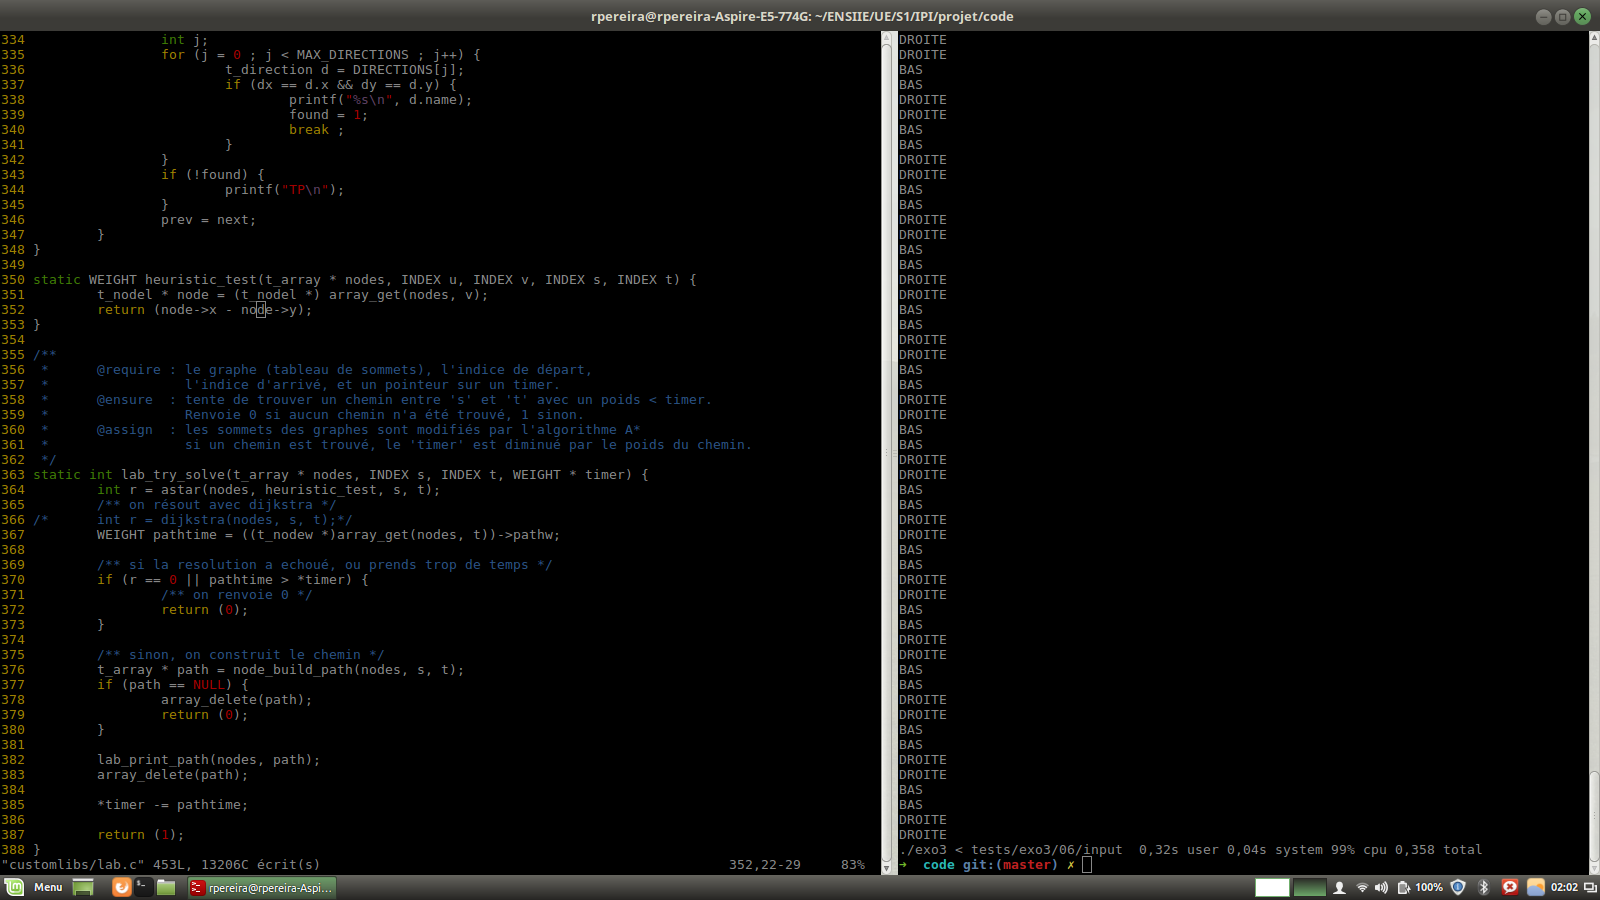 rpereira@rpereira-Aspire-E5-774G: ~/ENSIIE/UE/S1/IPI/projet/code
334 int j;
335 for (j = 0 ; j < MAX_DIRECTIONS ; j++) {
336 t_direction d = DIRECTIONS[j];
337 if (dx == d.x && dy == d.y) {
338 printf("%s\n", d.name);
339 found = 1;
340 break ;
341 }
342 }
343 if (!found) {
344 printf("TP\n");
345 }
346 prev = next;
347 }
348 }
349
350 static WEIGHT heuristic_test(t_array * nodes, INDEX u, INDEX v, INDEX s, INDEX t) {
351 t_nodel * node = (t_nodel *) array_get(nodes, v);
352 return (node->x - node->y);
353 }
354
355 /**
356 * @require : le graphe (tableau de sommets), l'indice de départ,
357 * l'indice d'arrivé, et un pointeur sur un timer.
358 * @ensure : tente de trouver un chemin entre 's' et 't' avec un poids < timer.
359 * Renvoie 0 si aucun chemin n'a été trouvé, 1 sinon.
360 * @assign : les sommets des graphes sont modifiés par l'algorithme A*
361 * si un chemin est trouvé, le 'timer' est diminué par le poids du chemin.
362 */
363 static int lab_try_solve(t_array * nodes, INDEX s, INDEX t, WEIGHT * timer) {
364 int r = astar(nodes, heuristic_test, s, t);
365 /** on résout avec dijkstra */
366 /* int r = dijkstra(nodes, s, t);*/
367 WEIGHT pathtime = ((t_nodew *)array_get(nodes, t))->pathw;
368
369 /** si la resolution a echoué, ou prends trop de temps */
370 if (r == 0 || pathtime > *timer) {
371 /** on renvoie 0 */
372 return (0);
373 }
374
375 /** sinon, on construit le chemin */
376 t_array * path = node_build_path(nodes, s, t);
377 if (path == NULL) {
378 array_delete(path);
379 return (0);
380 }
381
382 lab_print_path(nodes, path);
383 array_delete(path);
384
385 *timer -= pathtime;
386
387 return (1);
388 }
"customlibs/lab.c" 453L, 13206C écrit(s) 352,22-29 83%
DROITE
DROITE
BAS
BAS
DROITE
DROITE
BAS
BAS
DROITE
DROITE
BAS
BAS
DROITE
DROITE
BAS
BAS
DROITE
DROITE
BAS
BAS
DROITE
DROITE
BAS
BAS
DROITE
DROITE
BAS
BAS
DROITE
DROITE
BAS
BAS
DROITE
DROITE
BAS
BAS
DROITE
DROITE
BAS
BAS
DROITE
DROITE
BAS
BAS
DROITE
DROITE
BAS
BAS
DROITE
DROITE
BAS
BAS
DROITE
DROITE
./exo3 < tests/exo3/06/input 0,32s user 0,04s system 99% cpu 0,358 total
→ code git:(master) ✗
Menu
rpereira@rpereira-Aspi...
100%
02:02